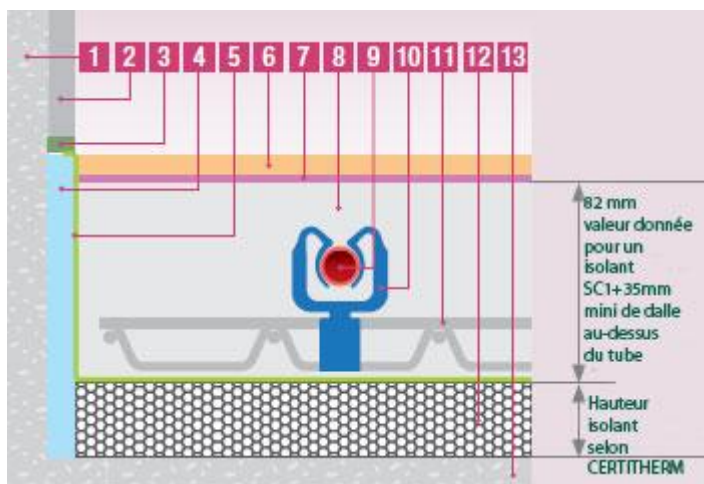 1 2 3 4 5 6 7 8 9 10 11 12 13
82 mm
valeur donnée
pour un
isolant
SC1+35mm
mini de dalle
au-dessus
du tube
Hauteur
isolant
selon
CERTITHERM